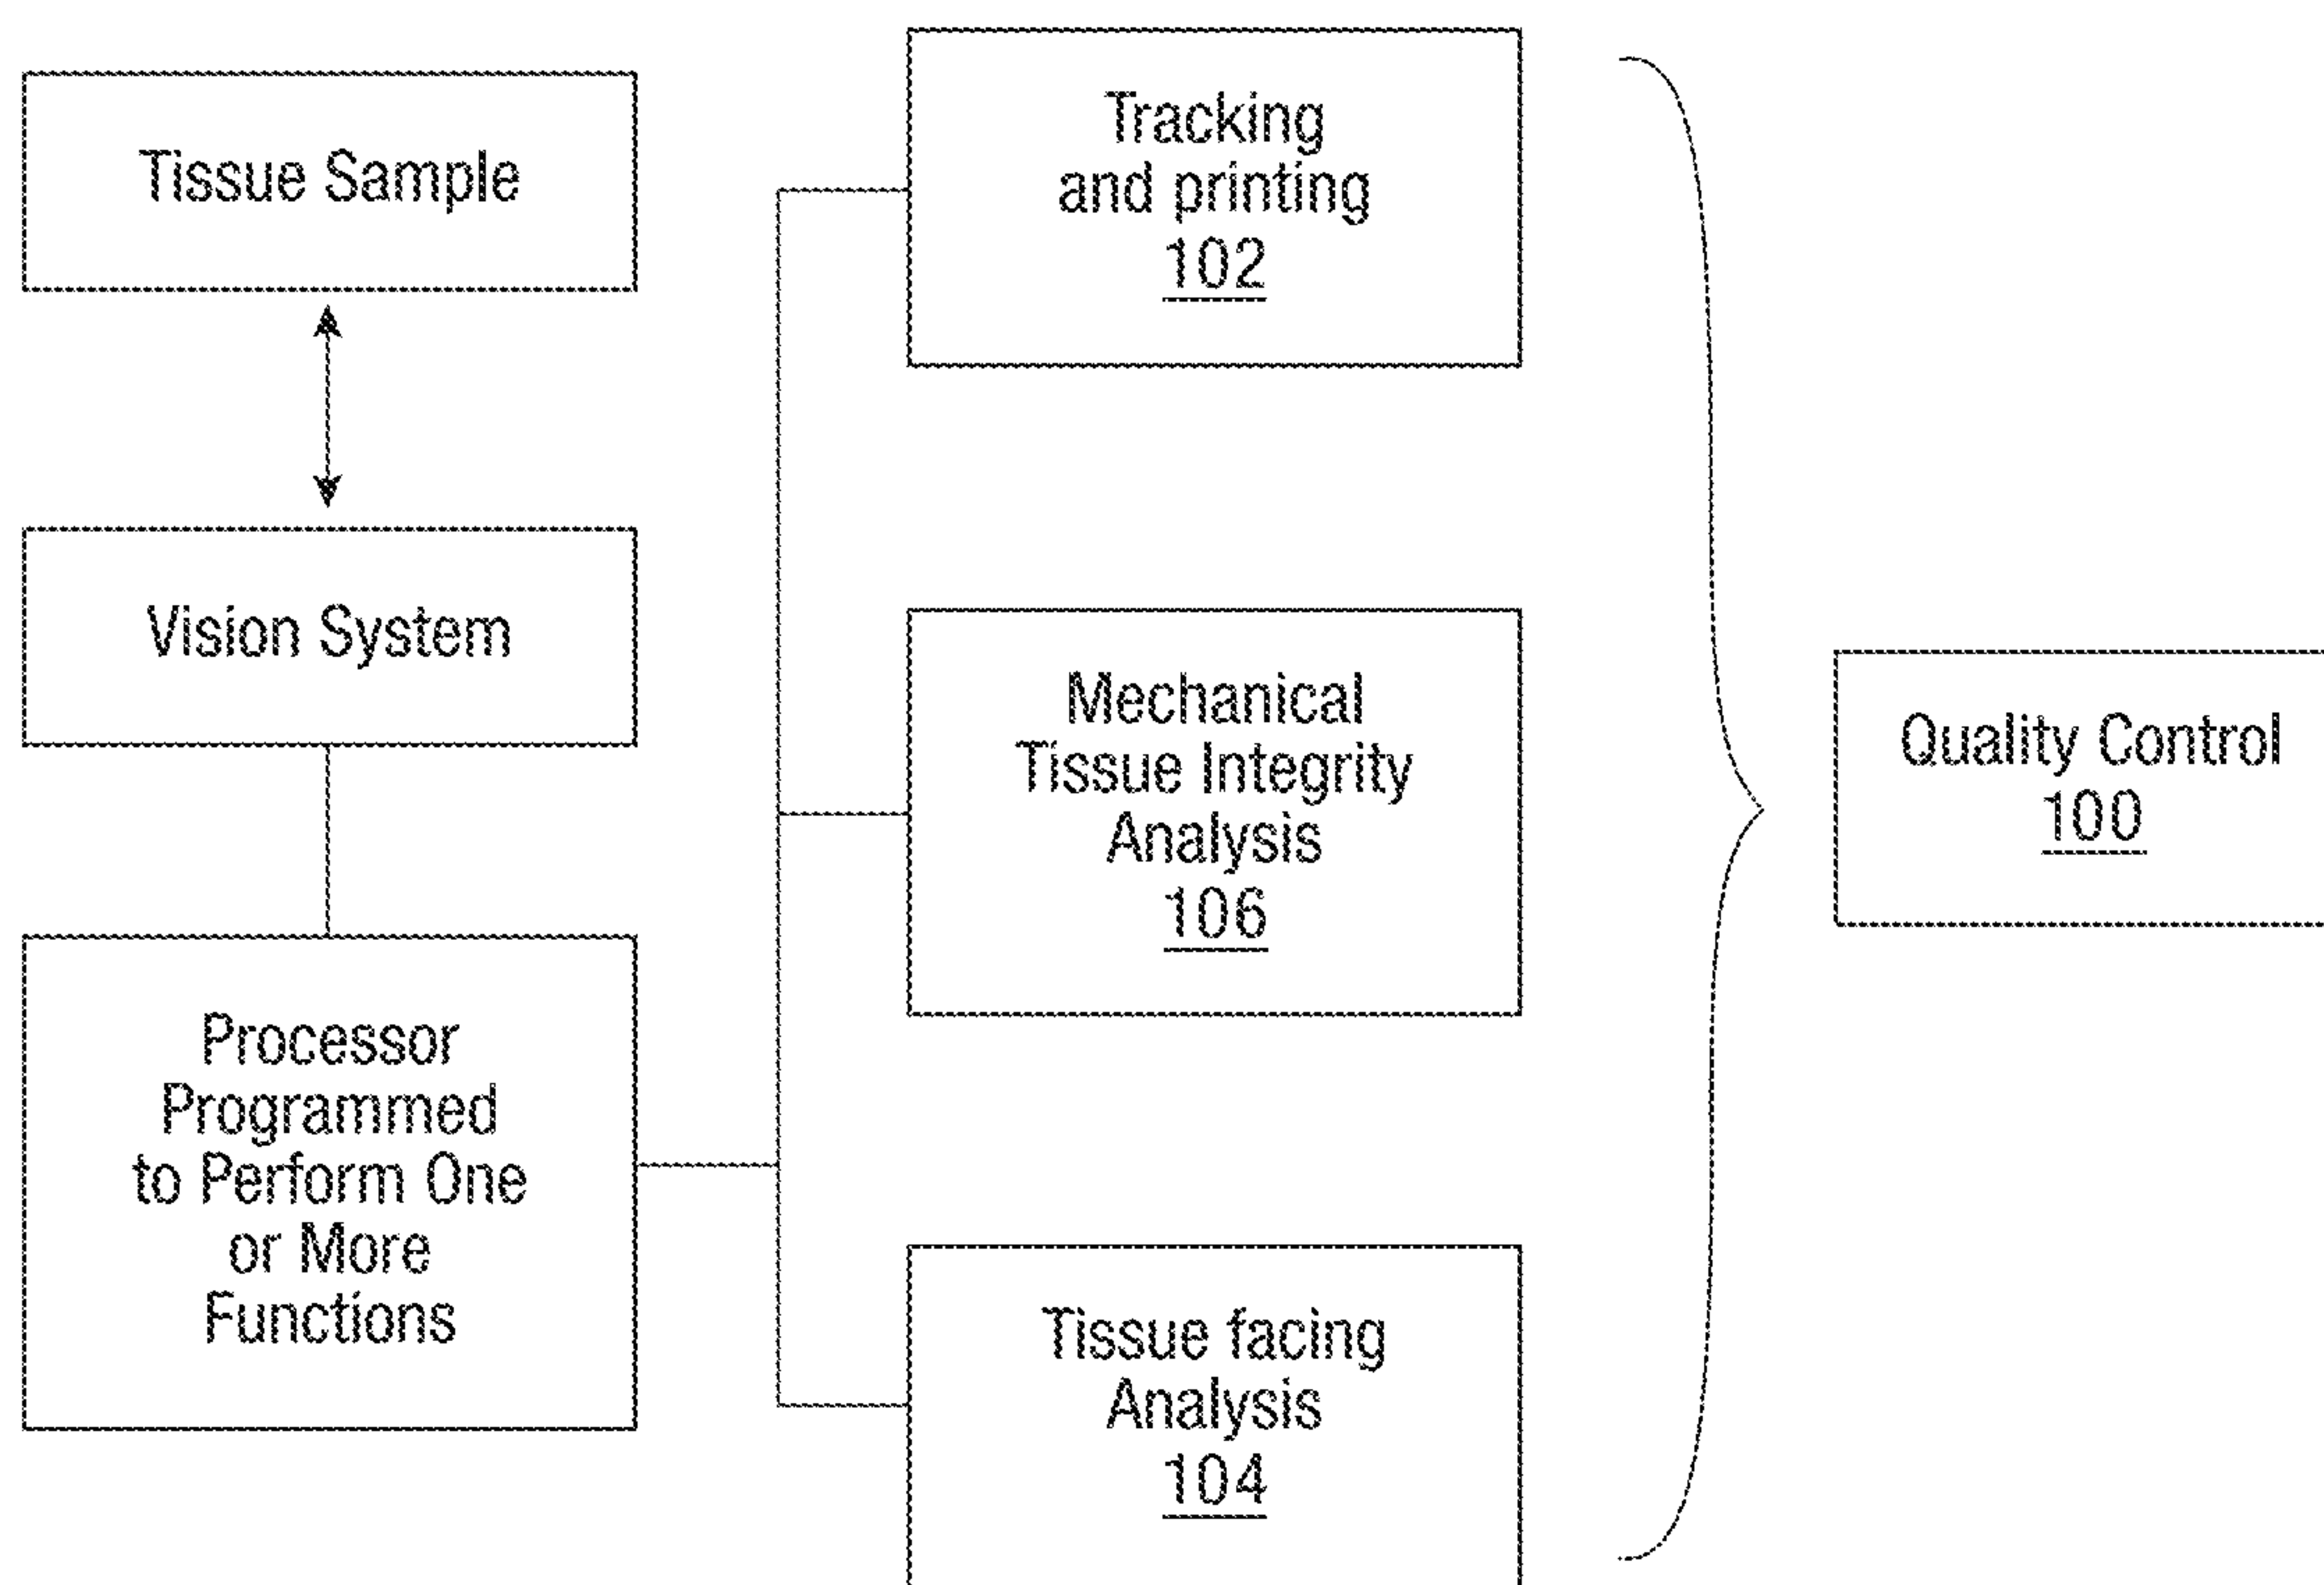 Tissue Sample
Vision System
Processor
Programmed
to Perform One
or More
Functions
Tracking
and printing
102
Mechanical
Tissue Integrity
Analysis
106
Tissue facing
Analysis
104
Quality Control
100